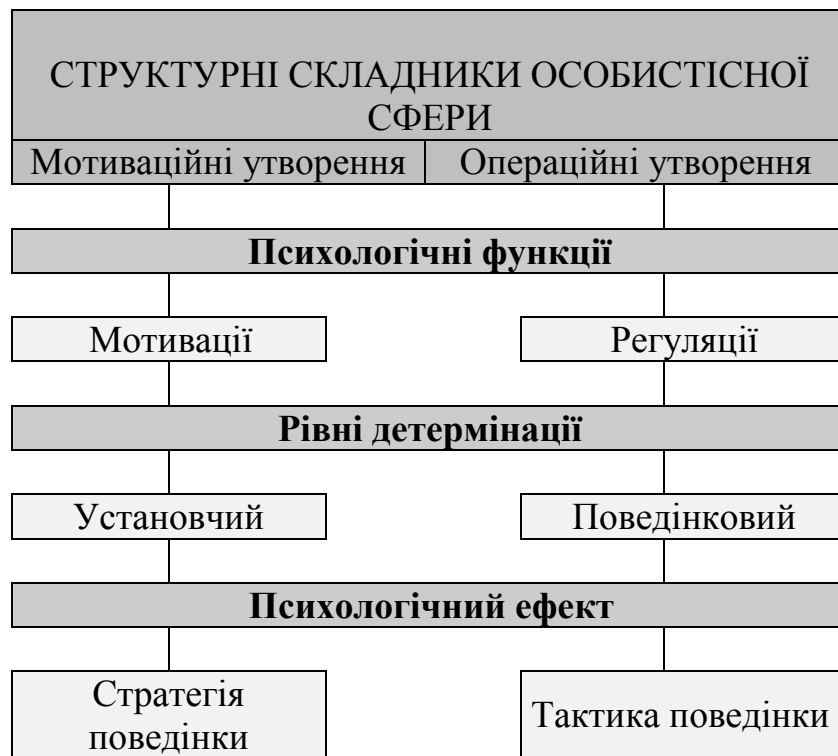 СТРУКТУРНІ СКЛАДНИКИ ОСОБИСТІСНОЇ
СФЕРИ
Мотиваційні утворення
Операційні утворення
Психологічні функції
Мотивації
Регуляції
Рівні детермінації
Установчий
Поведінковий
Психологічний ефект
Стратегія
поведінки
Тактика поведінки